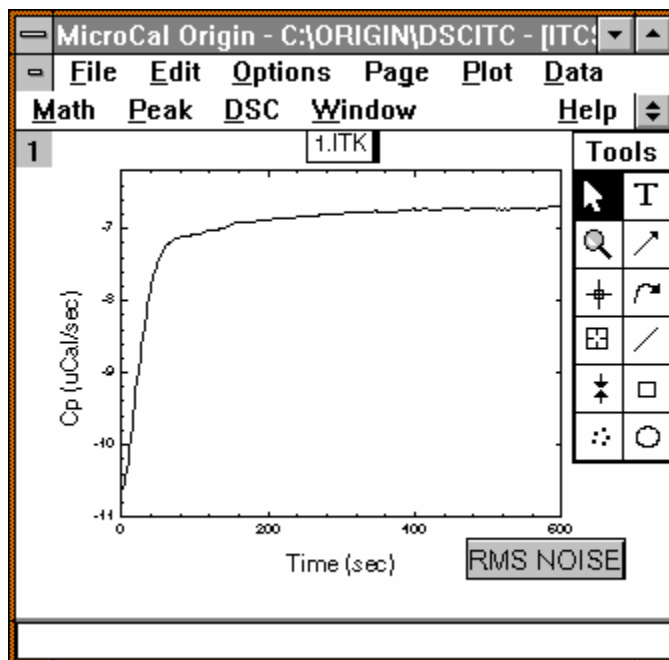 MicroCal Origin - C:\ORIGIN\DSCITC - [ITCS
File Edit Options Page Plot Data
Math Peak DSC Window Help
1
1.ITK
Tools
T
-7
-8
-9
-10
-11
Cp (uCal/sec)
0 200 400 600
Time (sec)
RMS NOISE